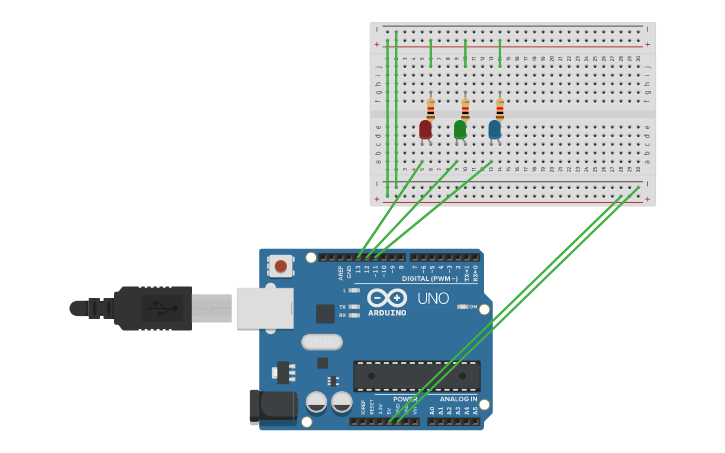 − −
+ +
j j
i i
h h
g g
f f
e e
d d
c c
b b
a a
− −
+ +
AREF
GND
13
12
~11
~10
~9
8
7
~6
~5
4
~3
2
TX→1
RX←0
DIGITAL (PWM~)
L
TX
RX
ARDUINO
UNO
ON
IOREF
RESET
3.3V
5V
GND
POWER
ANALOG IN
A0
A1
A2
A3
A4
A5